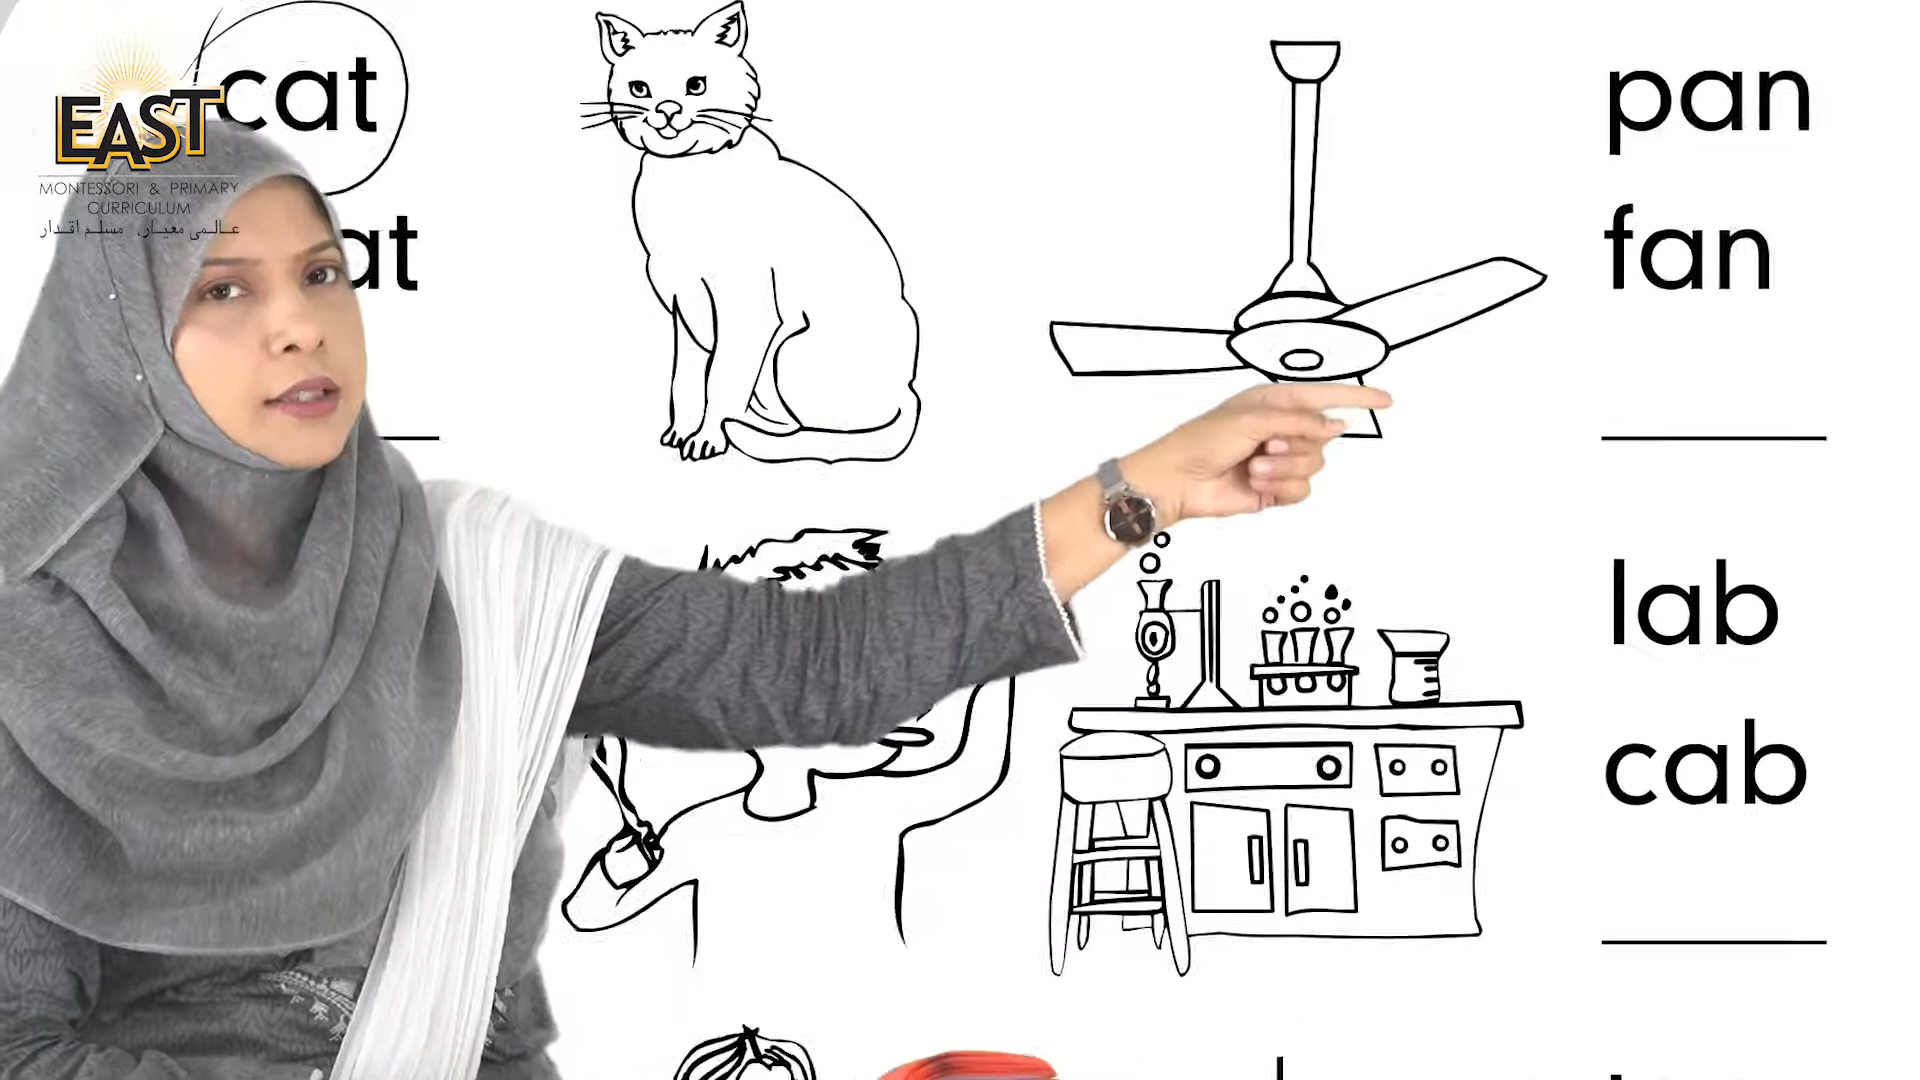 cat
EAST
MONTESSORI & PRIMARY
CURRICULUM
عالمی معیار، مسلم اقدار
pan
fan
lab
cab